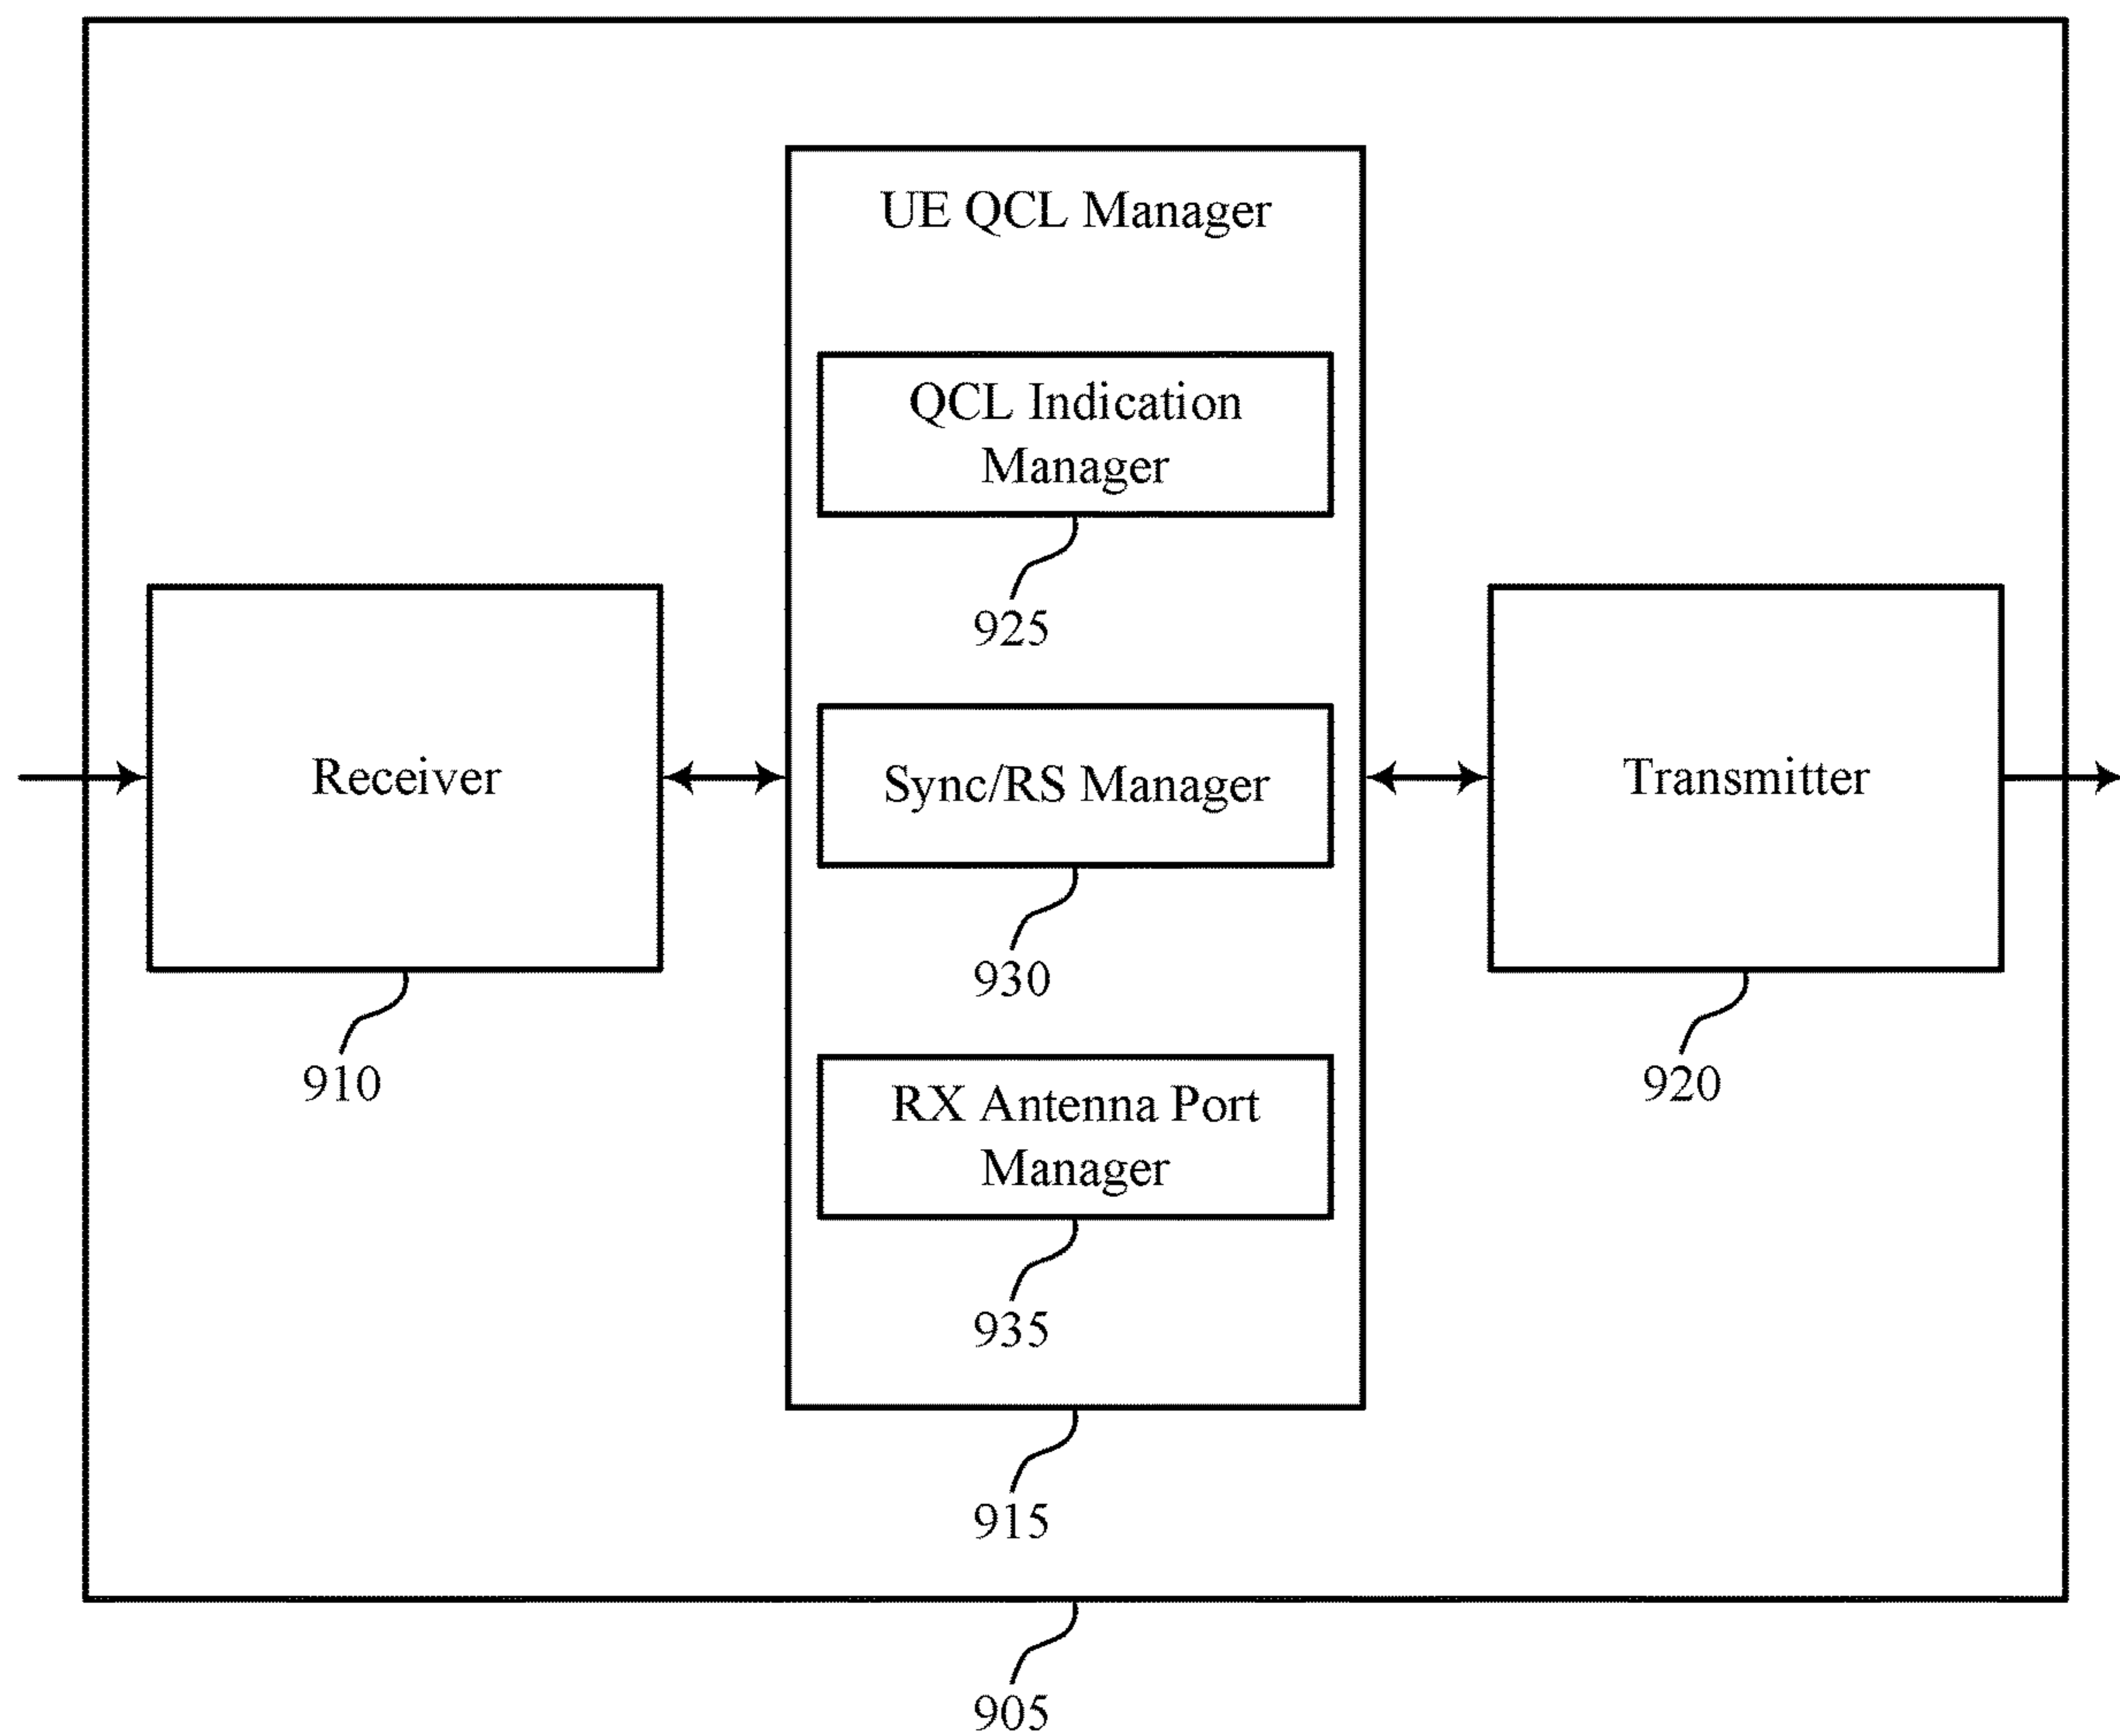 UE QCL Manager
QCL Indication
Manager
925
Receiver
Sync/RS Manager
Transmitter
930
910
920
RX Antenna Port
Manager
935
915
905